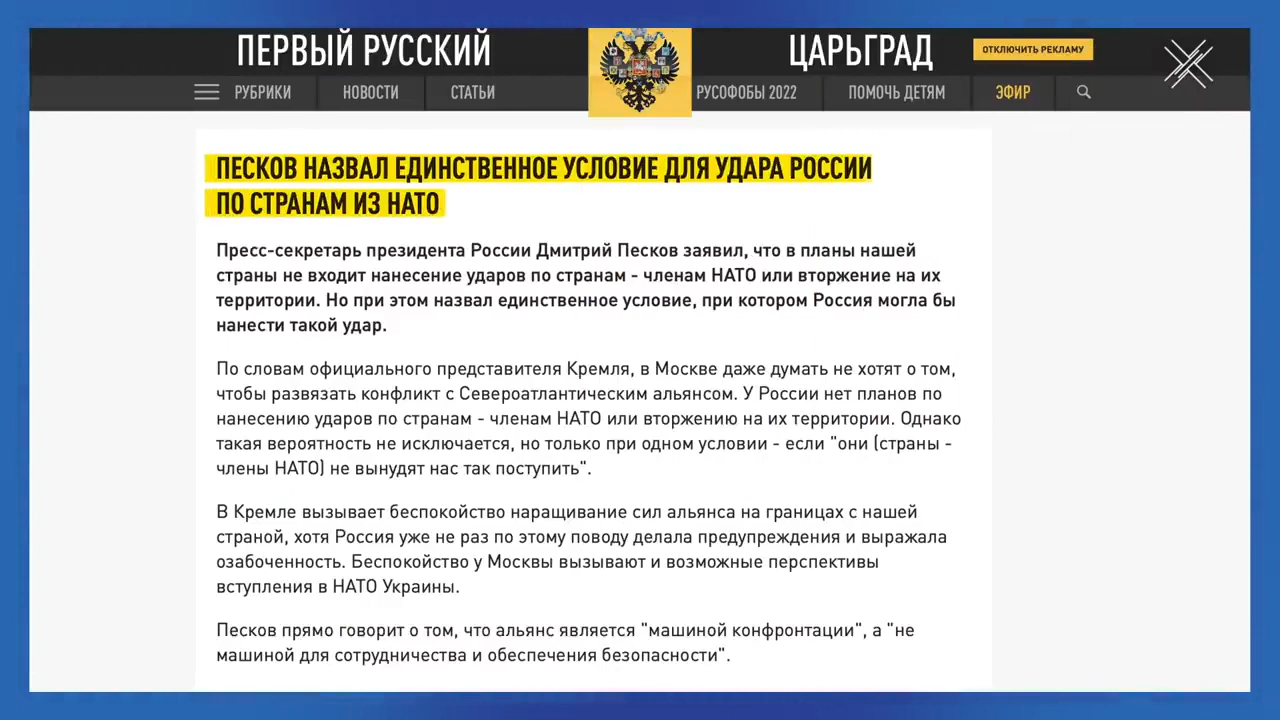 ПЕРВЫЙ РУССКИЙ
ЦАРЬГРАД
ОТКЛЮЧИТЬ РЕКЛАМУ
РУБРИКИ
НОВОСТИ
СТАТЬИ
РУСОФОБЫ 2022
ПОМОЧЬ ДЕТЯМ
ЭФИР
ПЕСКОВ НАЗВАЛ ЕДИНСТВЕННОЕ УСЛОВИЕ ДЛЯ УДАРА РОССИИ
ПО СТРАНАМ ИЗ НАТО
Пресс-секретарь президента России Дмитрий Песков заявил, что в планы нашей
страны не входит нанесение ударов по странам - членам НАТО или вторжение на их
территории. Но при этом назвал единственное условие, при котором Россия могла бы
нанести такой удар.
По словам официального представителя Кремля, в Москве даже думать не хотят о том,
чтобы развязать конфликт с Североатлантическим альянсом. У России нет планов по
нанесению ударов по странам - членам НАТО или вторжению на их территории. Однако
такая вероятность не исключается, но только при одном условии - если "они (страны -
члены НАТО) не вынудят нас так поступить".
В Кремле вызывает беспокойство наращивание сил альянса на границах с нашей
страной, хотя Россия уже не раз по этому поводу делала предупреждения и выражала
озабоченность. Беспокойство у Москвы вызывают и возможные перспективы
вступления в НАТО Украины.
Песков прямо говорит о том, что альянс является "машиной конфронтации", а "не
машиной для сотрудничества и обеспечения безопасности".